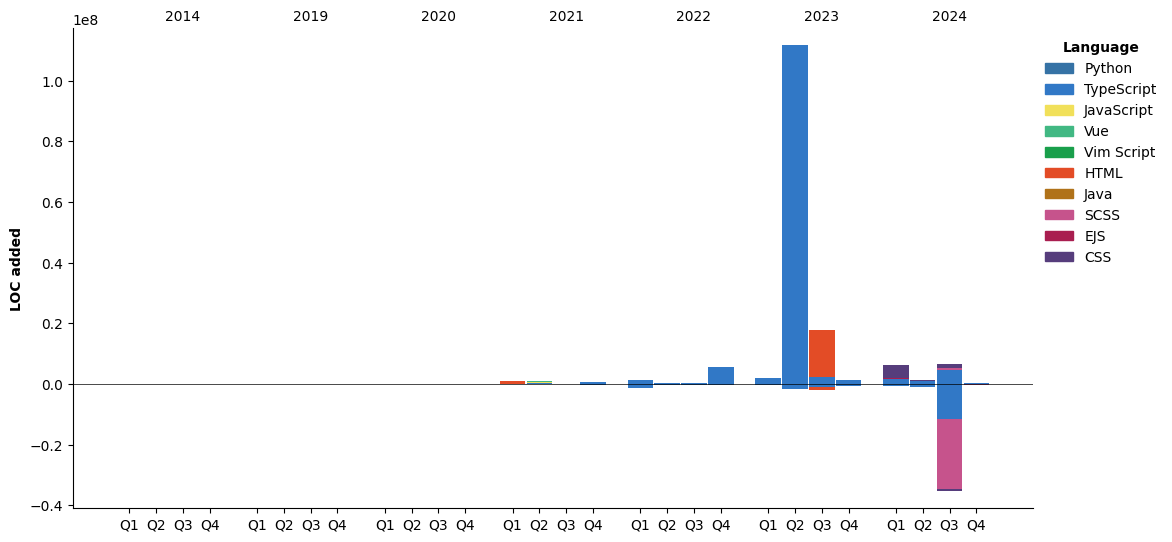 1e8
2014 2019 2020 2021 2022 2023 2024
LOC added
1.0
0.8
0.6
0.4
0.2
0.0
−0.2
−0.4
Q1 Q2 Q3 Q4 Q1 Q2 Q3 Q4 Q1 Q2 Q3 Q4 Q1 Q2 Q3 Q4 Q1 Q2 Q3 Q4 Q1 Q2 Q3 Q4 Q1 Q2 Q3 Q4
Language
Python
TypeScript
JavaScript
Vue
Vim Script
HTML
Java
SCSS
EJS
CSS